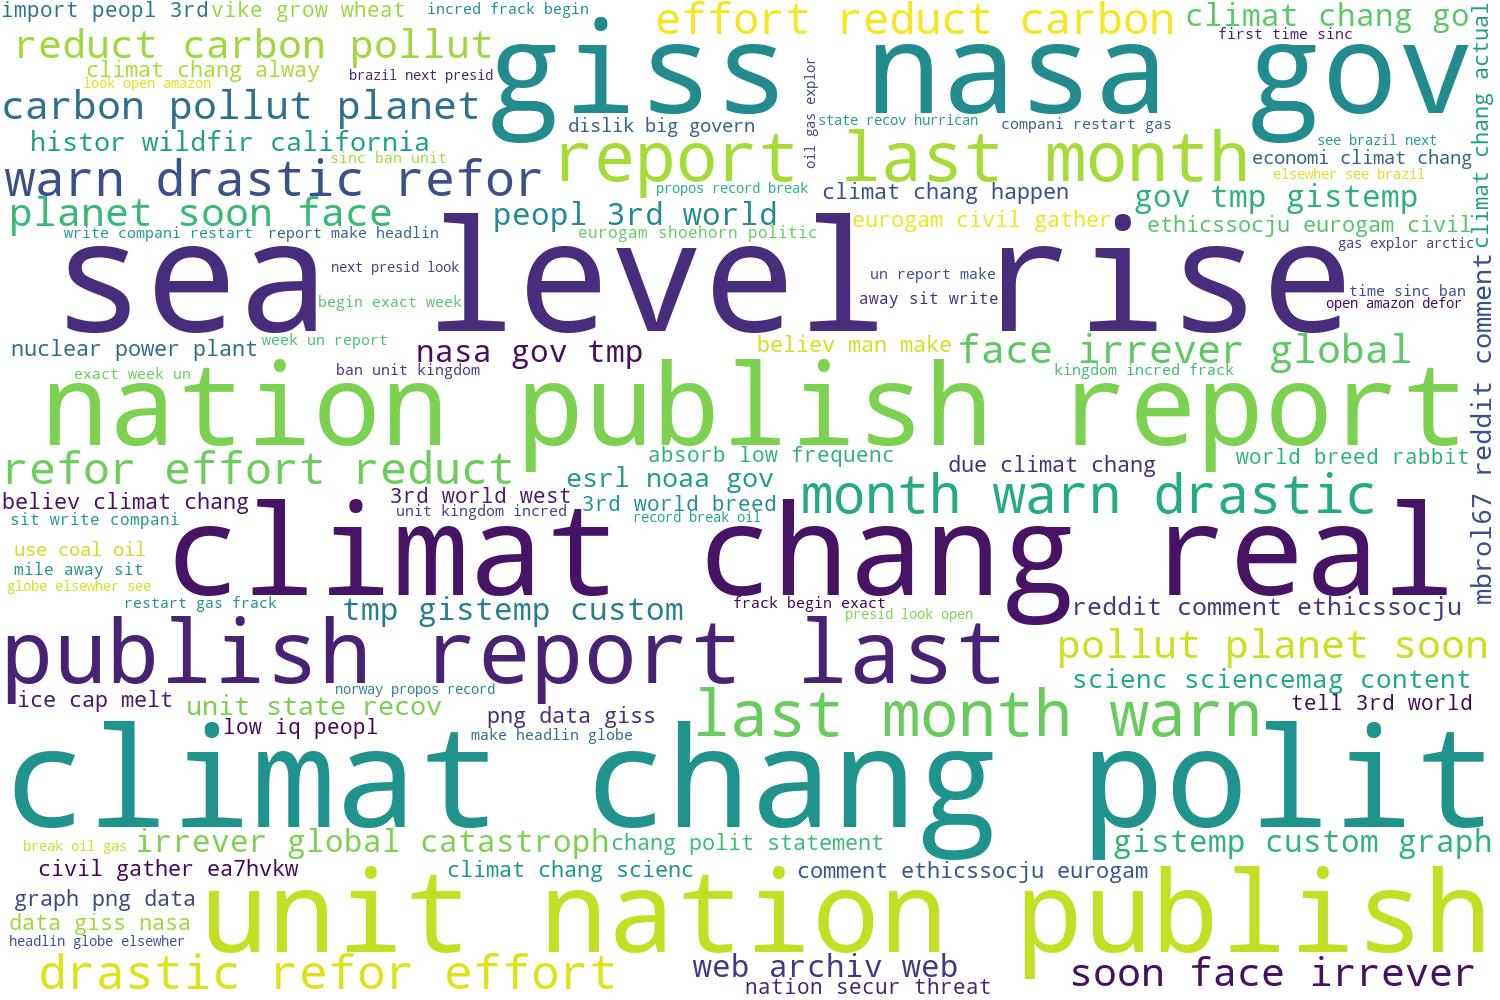 import peopl 3rd
vike grow wheat
incred frack begin
effort reduct carbon
climat chang go
reduct carbon pollut
giss nasa gov
first time sinc
climat chang actual
climat chang alway
brazil next presid
look open amazon
oil gas explor
carbon pollut planet
dislik big govern
state recov hurrican
compani restart gas
histor wildfir california
report last month
see brazil next
sinc ban unit
economi climat chang
warn drastic refor
elsewher see brazil
propos record break
climat chang happen
gov tmp gistemp
planet soon face
peopl 3rd world
eurogam civil gather
ethicssocju eurogam civil
write compani restart
report make headlin
eurogam shoehorn politic
gas explor arctic
sea level rise
next presid look
un report make
mbrol67 reddit comment
begin exact week
away sit write
time sinc ban
open amazon defor
nuclear power plant
week un report
nasa gov tmp
believ man make
face irrever global
exact week un
ban unit kingdom
kingdom incred frack
nation publish report
refor effort reduct
absorb low frequenc
due climat chang
world breed rabbit
esrl noaa gov
month warn drastic
believ climat chang
3rd world west
3rd world breed
unit kingdom incred
record break oil
sit write compani
climat chang real
use coal oil
mile away sit
globe elsewher see
restart gas frack
tmp gistemp custom
frack begin exact
presid look open
reddit comment ethicssocju
publish report last
pollut planet soon
scienc sciencemag content
ice cap melt
norway propos record
unit state recov
low iq peopl
png data giss
make headlin globe
last month warn
tell 3rd world
climat chang polit
break oil gas
irrever global catastroph
chang polit statement
gistemp custom graph
civil gather ea7hvkw
climat chang scienc
comment ethicssocju eurogam
graph png data
unit nation publish
data giss nasa
headlin globe elsewher
drastic refor effort
web archiv web
nation secur threat
soon face irrever